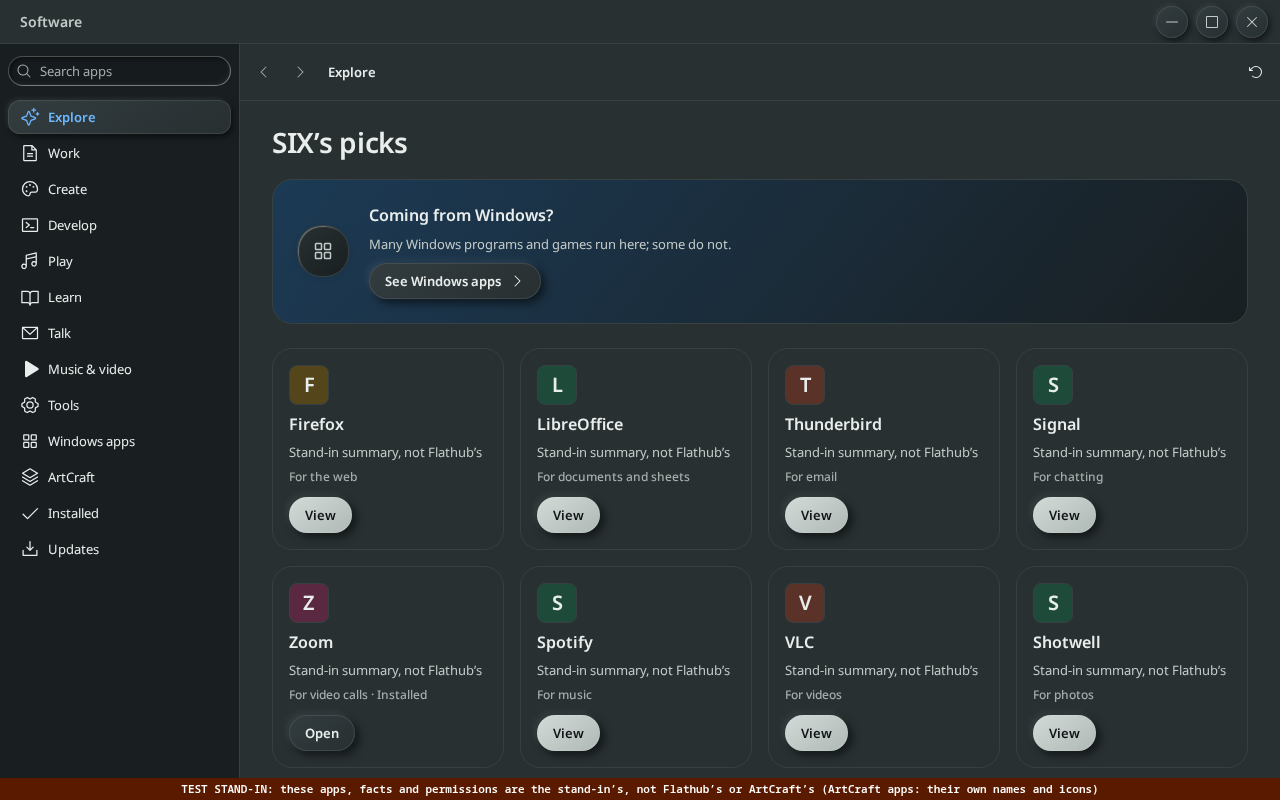 Software
Search apps
Explore
Work
Create
Develop
Play
Learn
Talk
Music & video
Tools
Windows apps
ArtCraft
Installed
Updates
Explore
SIX’s picks
Coming from Windows?
Many Windows programs and games run here; some do not.
See Windows apps
F
Firefox
Stand-in summary, not Flathub’s
For the web
View
L
LibreOffice
Stand-in summary, not Flathub’s
For documents and sheets
View
T
Thunderbird
Stand-in summary, not Flathub’s
For email
View
S
Signal
Stand-in summary, not Flathub’s
For chatting
View
Z
Zoom
Stand-in summary, not Flathub’s
For video calls · Installed
Open
S
Spotify
Stand-in summary, not Flathub’s
For music
View
V
VLC
Stand-in summary, not Flathub’s
For videos
View
S
Shotwell
Stand-in summary, not Flathub’s
For photos
View
TEST STAND-IN: these apps, facts and permissions are the stand-in’s, not Flathub’s or ArtCraft’s (ArtCraft apps: their own names and icons)